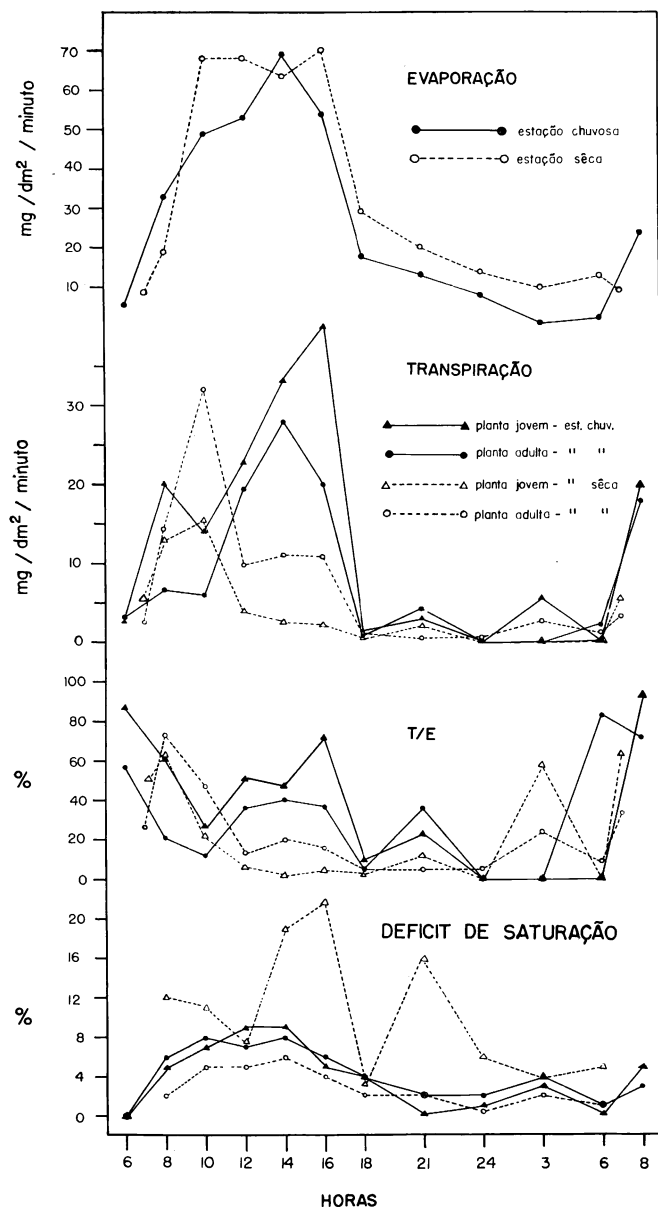 EVAPORAÇÃO
estação chuvosa
estação sêca
mg / dm² / minuto
70
60
50
40
30
20
10
TRANSPIRAÇÃO
planta jovem - est. chuv.
planta adulta - " "
planta jovem - " sêca
planta adulta - " "
mg / dm² / minuto
30
20
10
0
T/E
%
100
80
60
40
20
0
DEFICIT DE SATURAÇÃO
%
20
16
12
8
4
0
6 8 10 12 14 16 18 21 24 3 6 8
HORAS